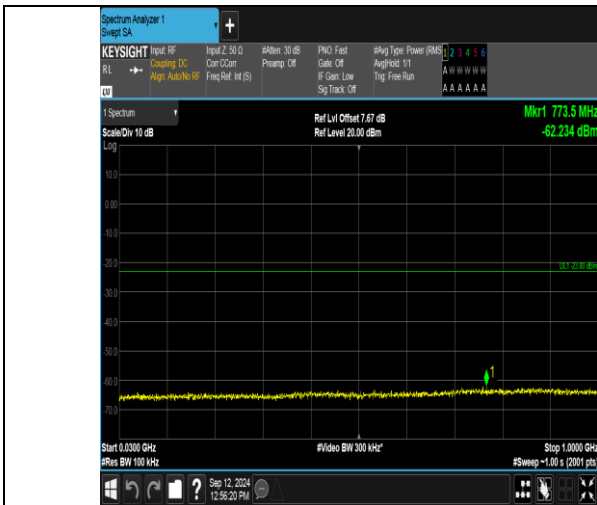 Spectrum Analyzer 1
Swept SA
+
KEYSIGHT
RL
Input: RF
Coupling: DC
Align: Auto/No RF
Input Z: 50 Ω
Corr CCorr
Freq Ref: Int (S)
#Atten: 30 dB
Preamp: Off
PNO: Fast
Gate: Off
IF Gain: Low
Sig Track: Off
#Avg Type: Power (RMS
Avg|Hold: 1/1
Trig: Free Run
1 2 3 4 5 6
A W W W W W
A A A A A A
1 Spectrum
Scale/Div 10 dB
Ref Lvl Offset 7.67 dB
Ref Level 20.00 dBm
Mkr1 773.5 MHz
-62.234 dBm
Log
10.0
0.00
-10.0
-20.0
DL1 -23.00 dBm
-30.0
-40.0
-50.0
1
-60.0
-70.0
Start 0.0300 GHz
#Video BW 300 kHz*
Stop 1.0000 GHz
#Res BW 100 kHz
#Sweep ~1.00 s (2001 pts)
?
Sep 12, 2024
12:56:20 PM